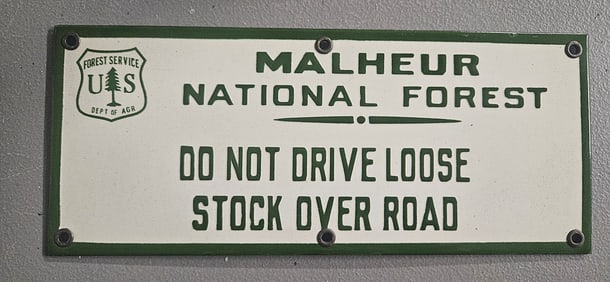 FOREST SERVICE
U S
DEPT OF AGR
MALHEUR
NATIONAL FOREST
DO NOT DRIVE LOOSE
STOCK OVER ROAD